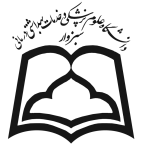 دانشگاه علوم پزشکی و خدمات بهداشتی درمانی
سبزوار